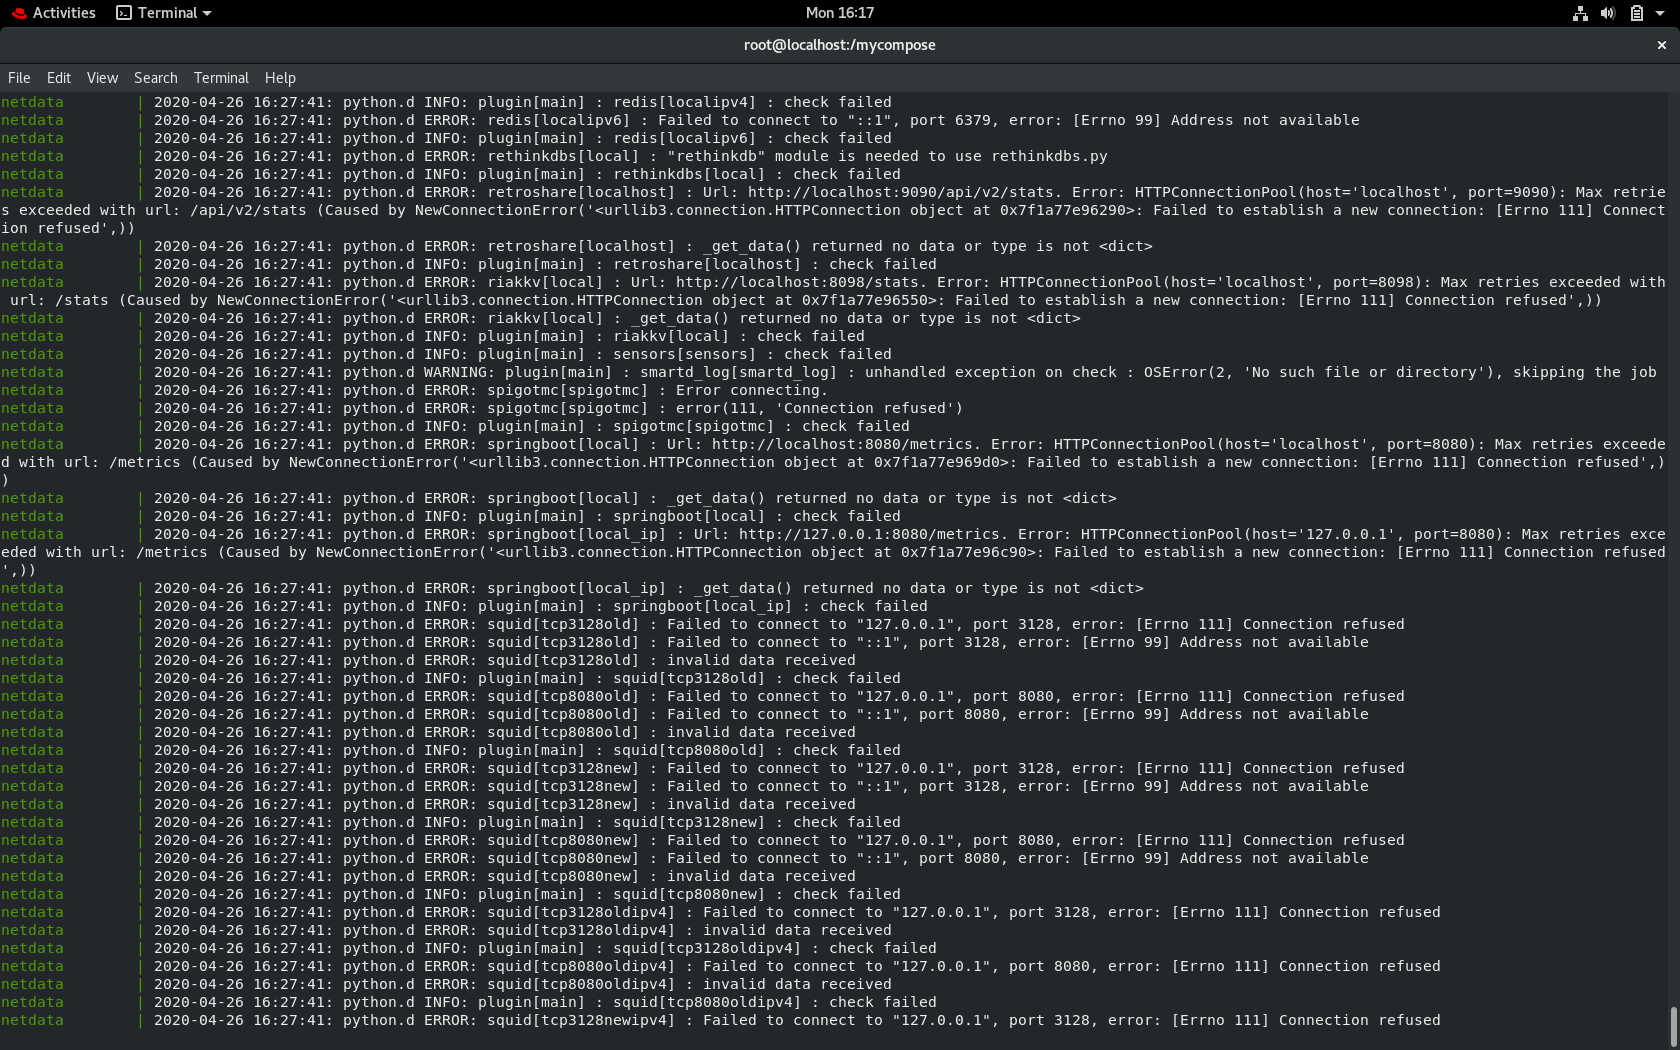 Activities Terminal Mon 16:17
root@localhost:/mycompose ×
File Edit View Search Terminal Help
netdata | 2020-04-26 16:27:41: python.d INFO: plugin[main] : redis[localipv4] : check failed
netdata | 2020-04-26 16:27:41: python.d ERROR: redis[localipv6] : Failed to connect to "::1", port 6379, error: [Errno 99] Address not available
netdata | 2020-04-26 16:27:41: python.d INFO: plugin[main] : redis[localipv6] : check failed
netdata | 2020-04-26 16:27:41: python.d ERROR: rethinkdbs[local] : "rethinkdb" module is needed to use rethinkdbs.py
netdata | 2020-04-26 16:27:41: python.d INFO: plugin[main] : rethinkdbs[local] : check failed
netdata | 2020-04-26 16:27:41: python.d ERROR: retroshare[localhost] : Url: http://localhost:9090/api/v2/stats. Error: HTTPConnectionPool(host='localhost', port=9090): Max retrie
s exceeded with url: /api/v2/stats (Caused by NewConnectionError('<urllib3.connection.HTTPConnection object at 0x7f1a77e96290>: Failed to establish a new connection: [Errno 111] Connect
ion refused',))
netdata | 2020-04-26 16:27:41: python.d ERROR: retroshare[localhost] : _get_data() returned no data or type is not <dict>
netdata | 2020-04-26 16:27:41: python.d INFO: plugin[main] : retroshare[localhost] : check failed
netdata | 2020-04-26 16:27:41: python.d ERROR: riakkv[local] : Url: http://localhost:8098/stats. Error: HTTPConnectionPool(host='localhost', port=8098): Max retries exceeded with
url: /stats (Caused by NewConnectionError('<urllib3.connection.HTTPConnection object at 0x7f1a77e96550>: Failed to establish a new connection: [Errno 111] Connection refused',))
netdata | 2020-04-26 16:27:41: python.d ERROR: riakkv[local] : _get_data() returned no data or type is not <dict>
netdata | 2020-04-26 16:27:41: python.d INFO: plugin[main] : riakkv[local] : check failed
netdata | 2020-04-26 16:27:41: python.d INFO: plugin[main] : sensors[sensors] : check failed
netdata | 2020-04-26 16:27:41: python.d WARNING: plugin[main] : smartd_log[smartd_log] : unhandled exception on check : OSError(2, 'No such file or directory'), skipping the job
netdata | 2020-04-26 16:27:41: python.d ERROR: spigotmc[spigotmc] : Error connecting.
netdata | 2020-04-26 16:27:41: python.d ERROR: spigotmc[spigotmc] : error(111, 'Connection refused')
netdata | 2020-04-26 16:27:41: python.d INFO: plugin[main] : spigotmc[spigotmc] : check failed
netdata | 2020-04-26 16:27:41: python.d ERROR: springboot[local] : Url: http://localhost:8080/metrics. Error: HTTPConnectionPool(host='localhost', port=8080): Max retries exceede
d with url: /metrics (Caused by NewConnectionError('<urllib3.connection.HTTPConnection object at 0x7f1a77e969d0>: Failed to establish a new connection: [Errno 111] Connection refused',)
)
netdata | 2020-04-26 16:27:41: python.d ERROR: springboot[local] : _get_data() returned no data or type is not <dict>
netdata | 2020-04-26 16:27:41: python.d INFO: plugin[main] : springboot[local] : check failed
netdata | 2020-04-26 16:27:41: python.d ERROR: springboot[local_ip] : Url: http://127.0.0.1:8080/metrics. Error: HTTPConnectionPool(host='127.0.0.1', port=8080): Max retries exce
eded with url: /metrics (Caused by NewConnectionError('<urllib3.connection.HTTPConnection object at 0x7f1a77e96c90>: Failed to establish a new connection: [Errno 111] Connection refused
',))
netdata | 2020-04-26 16:27:41: python.d ERROR: springboot[local_ip] : _get_data() returned no data or type is not <dict>
netdata | 2020-04-26 16:27:41: python.d INFO: plugin[main] : springboot[local_ip] : check failed
netdata | 2020-04-26 16:27:41: python.d ERROR: squid[tcp3128old] : Failed to connect to "127.0.0.1", port 3128, error: [Errno 111] Connection refused
netdata | 2020-04-26 16:27:41: python.d ERROR: squid[tcp3128old] : Failed to connect to "::1", port 3128, error: [Errno 99] Address not available
netdata | 2020-04-26 16:27:41: python.d ERROR: squid[tcp3128old] : invalid data received
netdata | 2020-04-26 16:27:41: python.d INFO: plugin[main] : squid[tcp3128old] : check failed
netdata | 2020-04-26 16:27:41: python.d ERROR: squid[tcp8080old] : Failed to connect to "127.0.0.1", port 8080, error: [Errno 111] Connection refused
netdata | 2020-04-26 16:27:41: python.d ERROR: squid[tcp8080old] : Failed to connect to "::1", port 8080, error: [Errno 99] Address not available
netdata | 2020-04-26 16:27:41: python.d ERROR: squid[tcp8080old] : invalid data received
netdata | 2020-04-26 16:27:41: python.d INFO: plugin[main] : squid[tcp8080old] : check failed
netdata | 2020-04-26 16:27:41: python.d ERROR: squid[tcp3128new] : Failed to connect to "127.0.0.1", port 3128, error: [Errno 111] Connection refused
netdata | 2020-04-26 16:27:41: python.d ERROR: squid[tcp3128new] : Failed to connect to "::1", port 3128, error: [Errno 99] Address not available
netdata | 2020-04-26 16:27:41: python.d ERROR: squid[tcp3128new] : invalid data received
netdata | 2020-04-26 16:27:41: python.d INFO: plugin[main] : squid[tcp3128new] : check failed
netdata | 2020-04-26 16:27:41: python.d ERROR: squid[tcp8080new] : Failed to connect to "127.0.0.1", port 8080, error: [Errno 111] Connection refused
netdata | 2020-04-26 16:27:41: python.d ERROR: squid[tcp8080new] : Failed to connect to "::1", port 8080, error: [Errno 99] Address not available
netdata | 2020-04-26 16:27:41: python.d ERROR: squid[tcp8080new] : invalid data received
netdata | 2020-04-26 16:27:41: python.d INFO: plugin[main] : squid[tcp8080new] : check failed
netdata | 2020-04-26 16:27:41: python.d ERROR: squid[tcp3128oldipv4] : Failed to connect to "127.0.0.1", port 3128, error: [Errno 111] Connection refused
netdata | 2020-04-26 16:27:41: python.d ERROR: squid[tcp3128oldipv4] : invalid data received
netdata | 2020-04-26 16:27:41: python.d INFO: plugin[main] : squid[tcp3128oldipv4] : check failed
netdata | 2020-04-26 16:27:41: python.d ERROR: squid[tcp8080oldipv4] : Failed to connect to "127.0.0.1", port 8080, error: [Errno 111] Connection refused
netdata | 2020-04-26 16:27:41: python.d ERROR: squid[tcp8080oldipv4] : invalid data received
netdata | 2020-04-26 16:27:41: python.d INFO: plugin[main] : squid[tcp8080oldipv4] : check failed
netdata | 2020-04-26 16:27:41: python.d ERROR: squid[tcp3128newipv4] : Failed to connect to "127.0.0.1", port 3128, error: [Errno 111] Connection refused